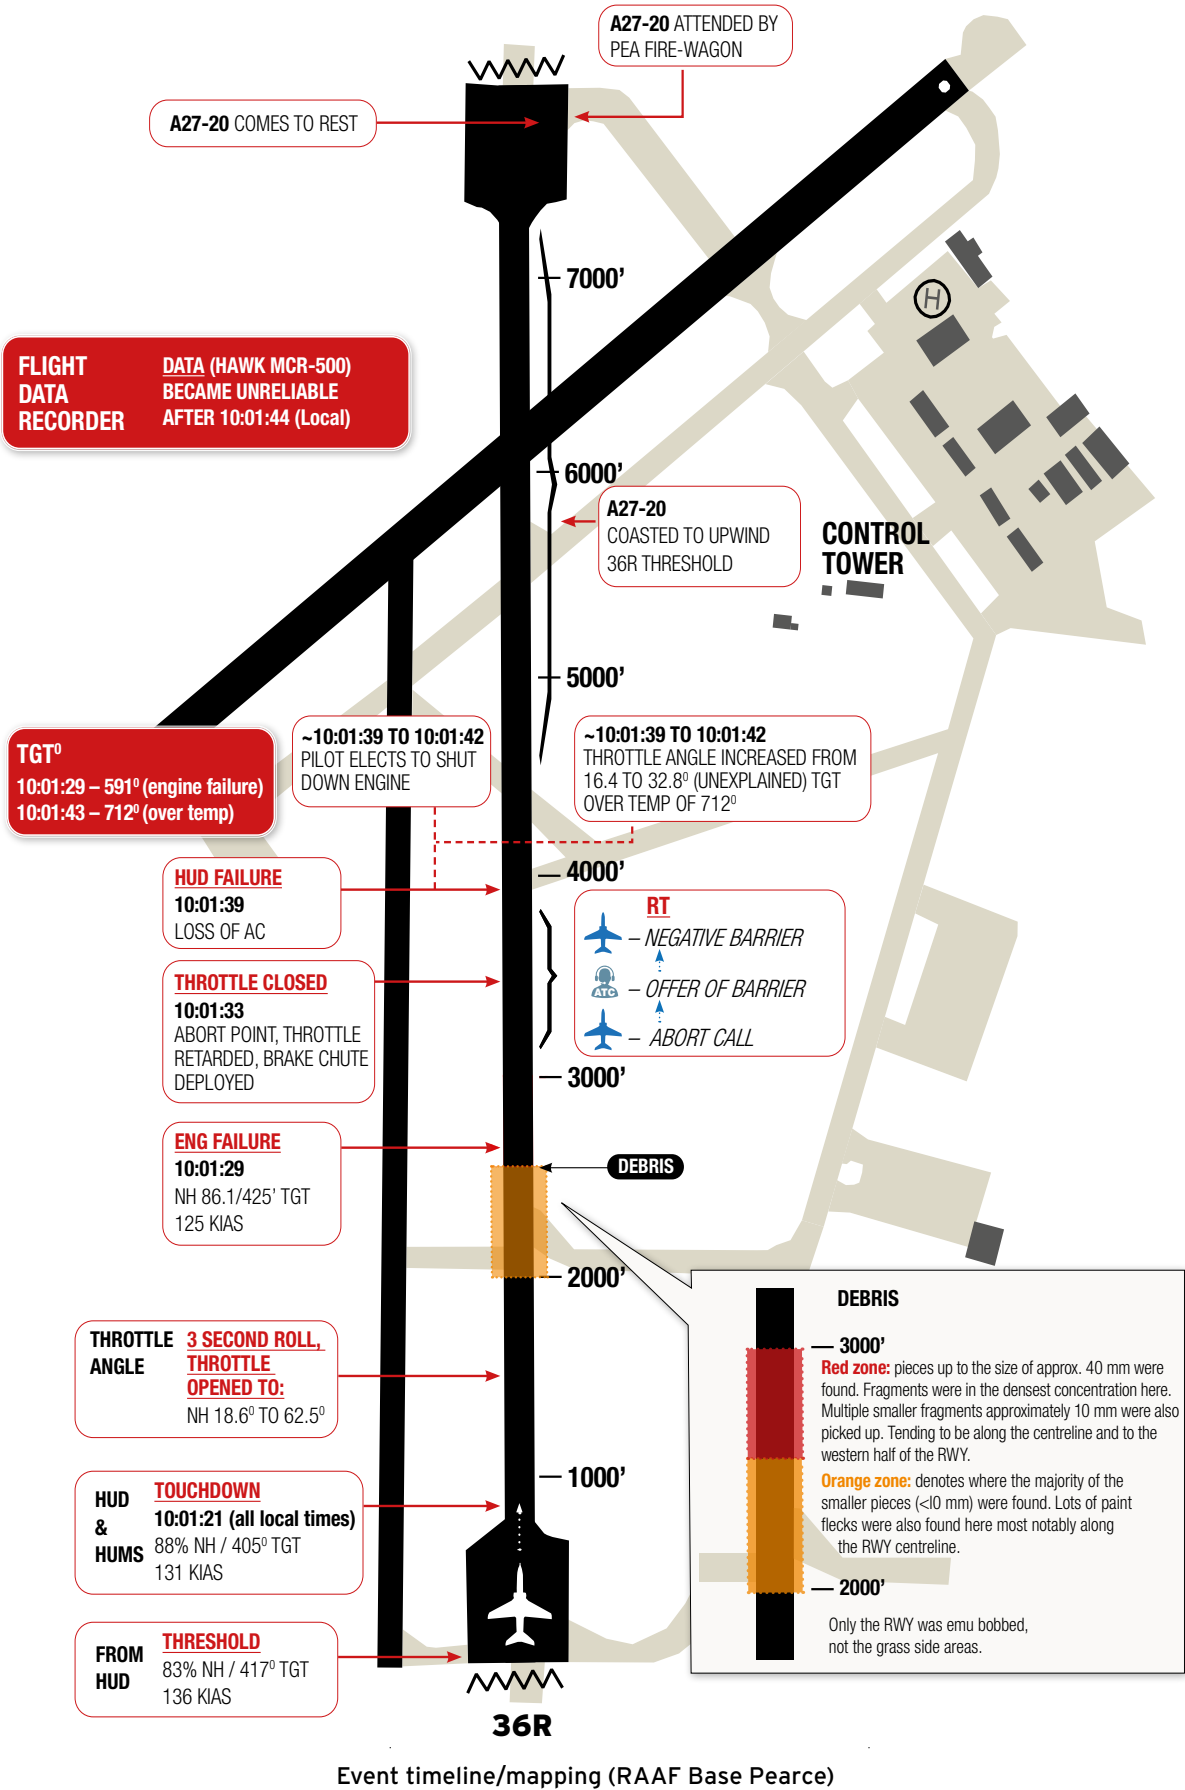 A27-20 ATTENDED BY
PEA FIRE-WAGON
A27-20 COMES TO REST
7000’
H
FLIGHT
DATA
RECORDER
DATA (HAWK MCR-500)
BECAME UNRELIABLE
AFTER 10:01:44 (Local)
6000’
A27-20
COASTED TO UPWIND
36R THRESHOLD
CONTROL
TOWER
5000’
TGT⁰
10:01:29 – 591⁰ (engine failure)
10:01:43 – 712⁰ (over temp)
~10:01:39 TO 10:01:42
PILOT ELECTS TO SHUT
DOWN ENGINE
~10:01:39 TO 10:01:42
THROTTLE ANGLE INCREASED FROM
16.4 TO 32.8⁰ (UNEXPLAINED) TGT
OVER TEMP OF 712⁰
4000’
HUD FAILURE
10:01:39
LOSS OF AC
RT
– NEGATIVE BARRIER
ATC
– OFFER OF BARRIER
– ABORT CALL
THROTTLE CLOSED
10:01:33
ABORT POINT, THROTTLE
RETARDED, BRAKE CHUTE
DEPLOYED
3000’
ENG FAILURE
10:01:29
NH 86.1/425’ TGT
125 KIAS
DEBRIS
2000’
THROTTLE
ANGLE
3 SECOND ROLL,
THROTTLE
OPENED TO:
NH 18.6⁰ TO 62.5⁰
1000’
HUD
&
HUMS
TOUCHDOWN
10:01:21 (all local times)
88% NH / 405⁰ TGT
131 KIAS
FROM
HUD
THRESHOLD
83% NH / 417⁰ TGT
136 KIAS
36R
DEBRIS
3000’
Red zone: pieces up to the size of approx. 40 mm were
found. Fragments were in the densest concentration here.
Multiple smaller fragments approximately 10 mm were also
picked up. Tending to be along the centreline and to the
western half of the RWY.
Orange zone: denotes where the majority of the
smaller pieces (<l0 mm) were found. Lots of paint
flecks were also found here most notably along
the RWY centreline.
2000’
Only the RWY was emu bobbed,
not the grass side areas.
Event timeline/mapping (RAAF Base Pearce)